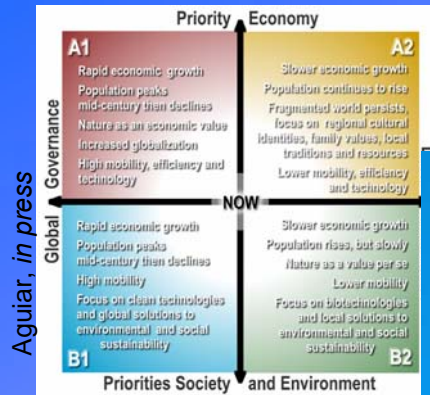 Priority Economy
A1
Rapid economic growth
Population peaks
mid-century then declines
Nature as an economic value
Increased globalization
High mobility, efficiency and
technology
A2
Slower economic growth
Population continues to rise
Fragmented world persists,
focus on regional cultural
identities, family values, local
traditions and resources
Lower mobility, efficiency
and technology
Governance
NOW
Global
Rapid economic growth
Population peaks
mid-century then declines
High mobility
Focus on clean technologies
and global solutions to
environmental and social
sustainability
B1
Slower economic growth
Population rises, but slowly
Nature as a value per se
Lower mobility
Focus on biotechnologies
and local solutions to
environmental and social
sustainability
B2
Priorities Society and Environment
Aguiar, in press